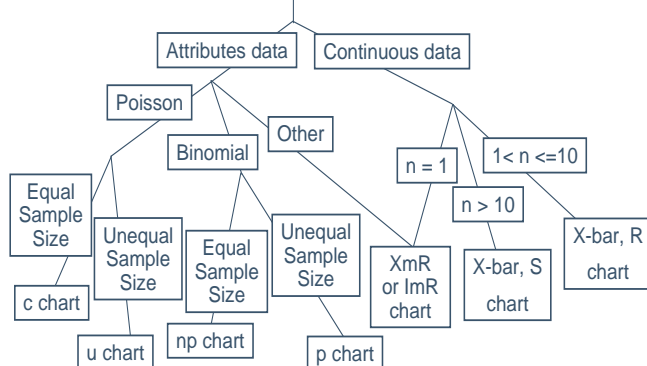 Attributes data
Continuous data
Poisson
Binomial
Other
n = 1
1< n <=10
n > 10
Equal
Sample
Size
Unequal
Sample
Size
Equal
Sample
Size
Unequal
Sample
Size
XmR
or ImR
chart
X-bar, S
chart
X-bar, R
chart
c chart
u chart
np chart
p chart